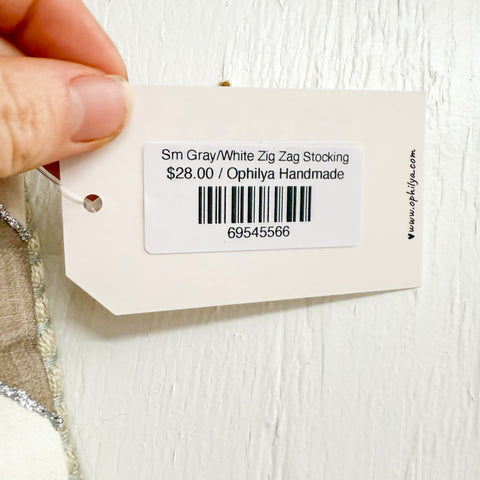 Sm Gray/White Zig Zag Stocking
$28.00 / Ophilya Handmade
69545566
♥www.ophilya.com